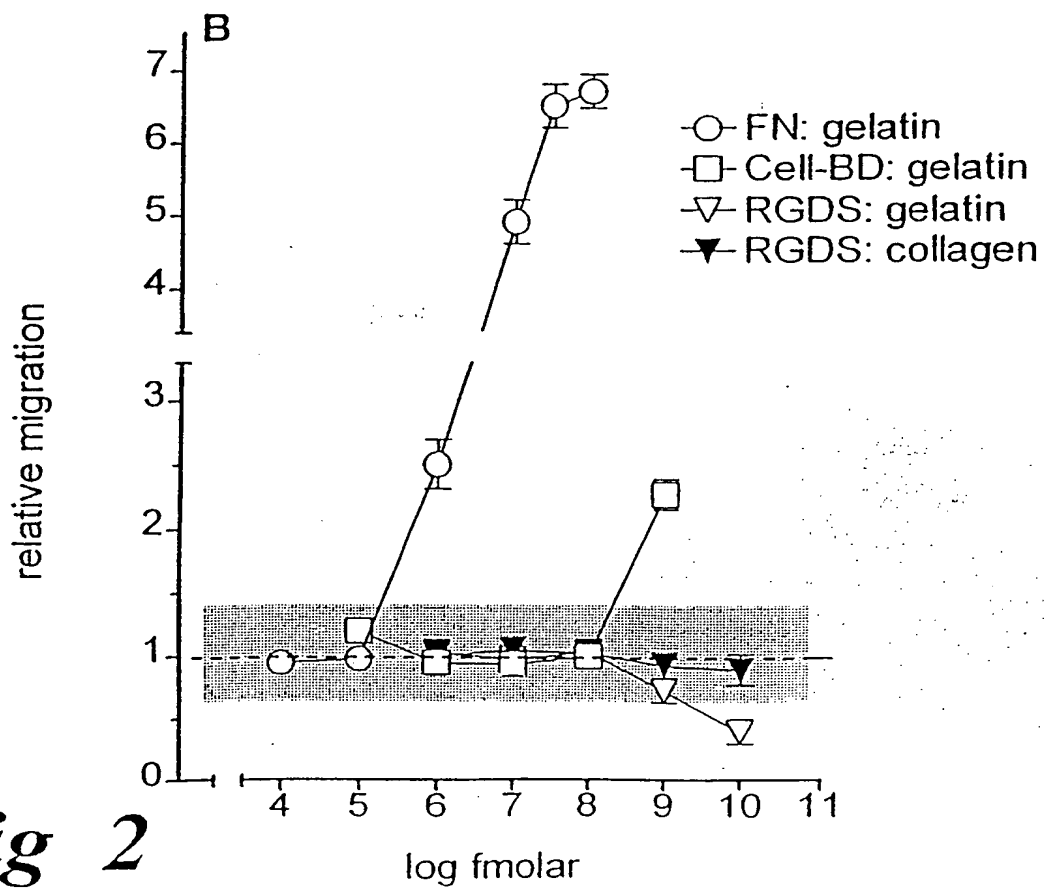 B
7
6
5
4
3
2
1
0
FN: gelatin
Cell-BD: gelatin
RGDS: gelatin
RGDS: collagen
relative migration
4 5 6 7 8 9 10 11
log fmolar
ig 2